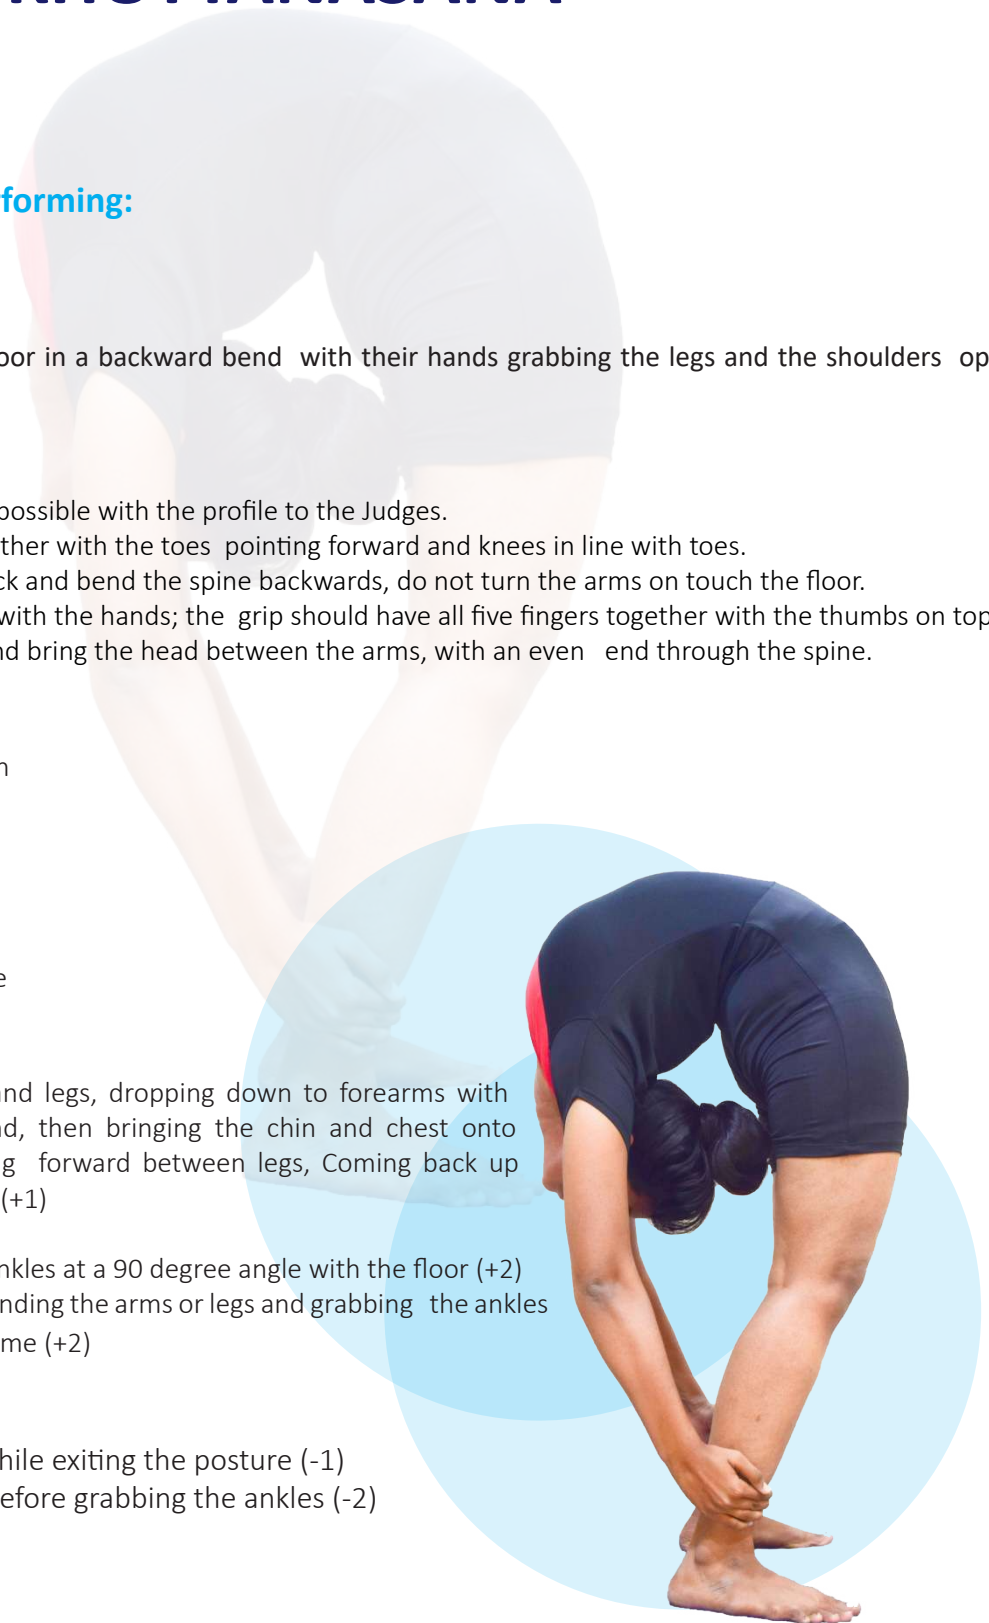 forming:
oor in a backward bend with their hands grabbing the legs and the shoulders op
possible with the profile to the Judges.
ther with the toes pointing forward and knees in line with toes.
ck and bend the spine backwards, do not turn the arms on touch the floor.
with the hands; the grip should have all five fingers together with the thumbs on top
nd bring the head between the arms, with an even end through the spine.
n
e
and legs, dropping down to forearms with
nd, then bringing the chin and chest onto
g forward between legs, Coming back up
(+1)
nkles at a 90 degree angle with the floor (+2)
nding the arms or legs and grabbing the ankles
me (+2)
hile exiting the posture (-1)
efore grabbing the ankles (-2)